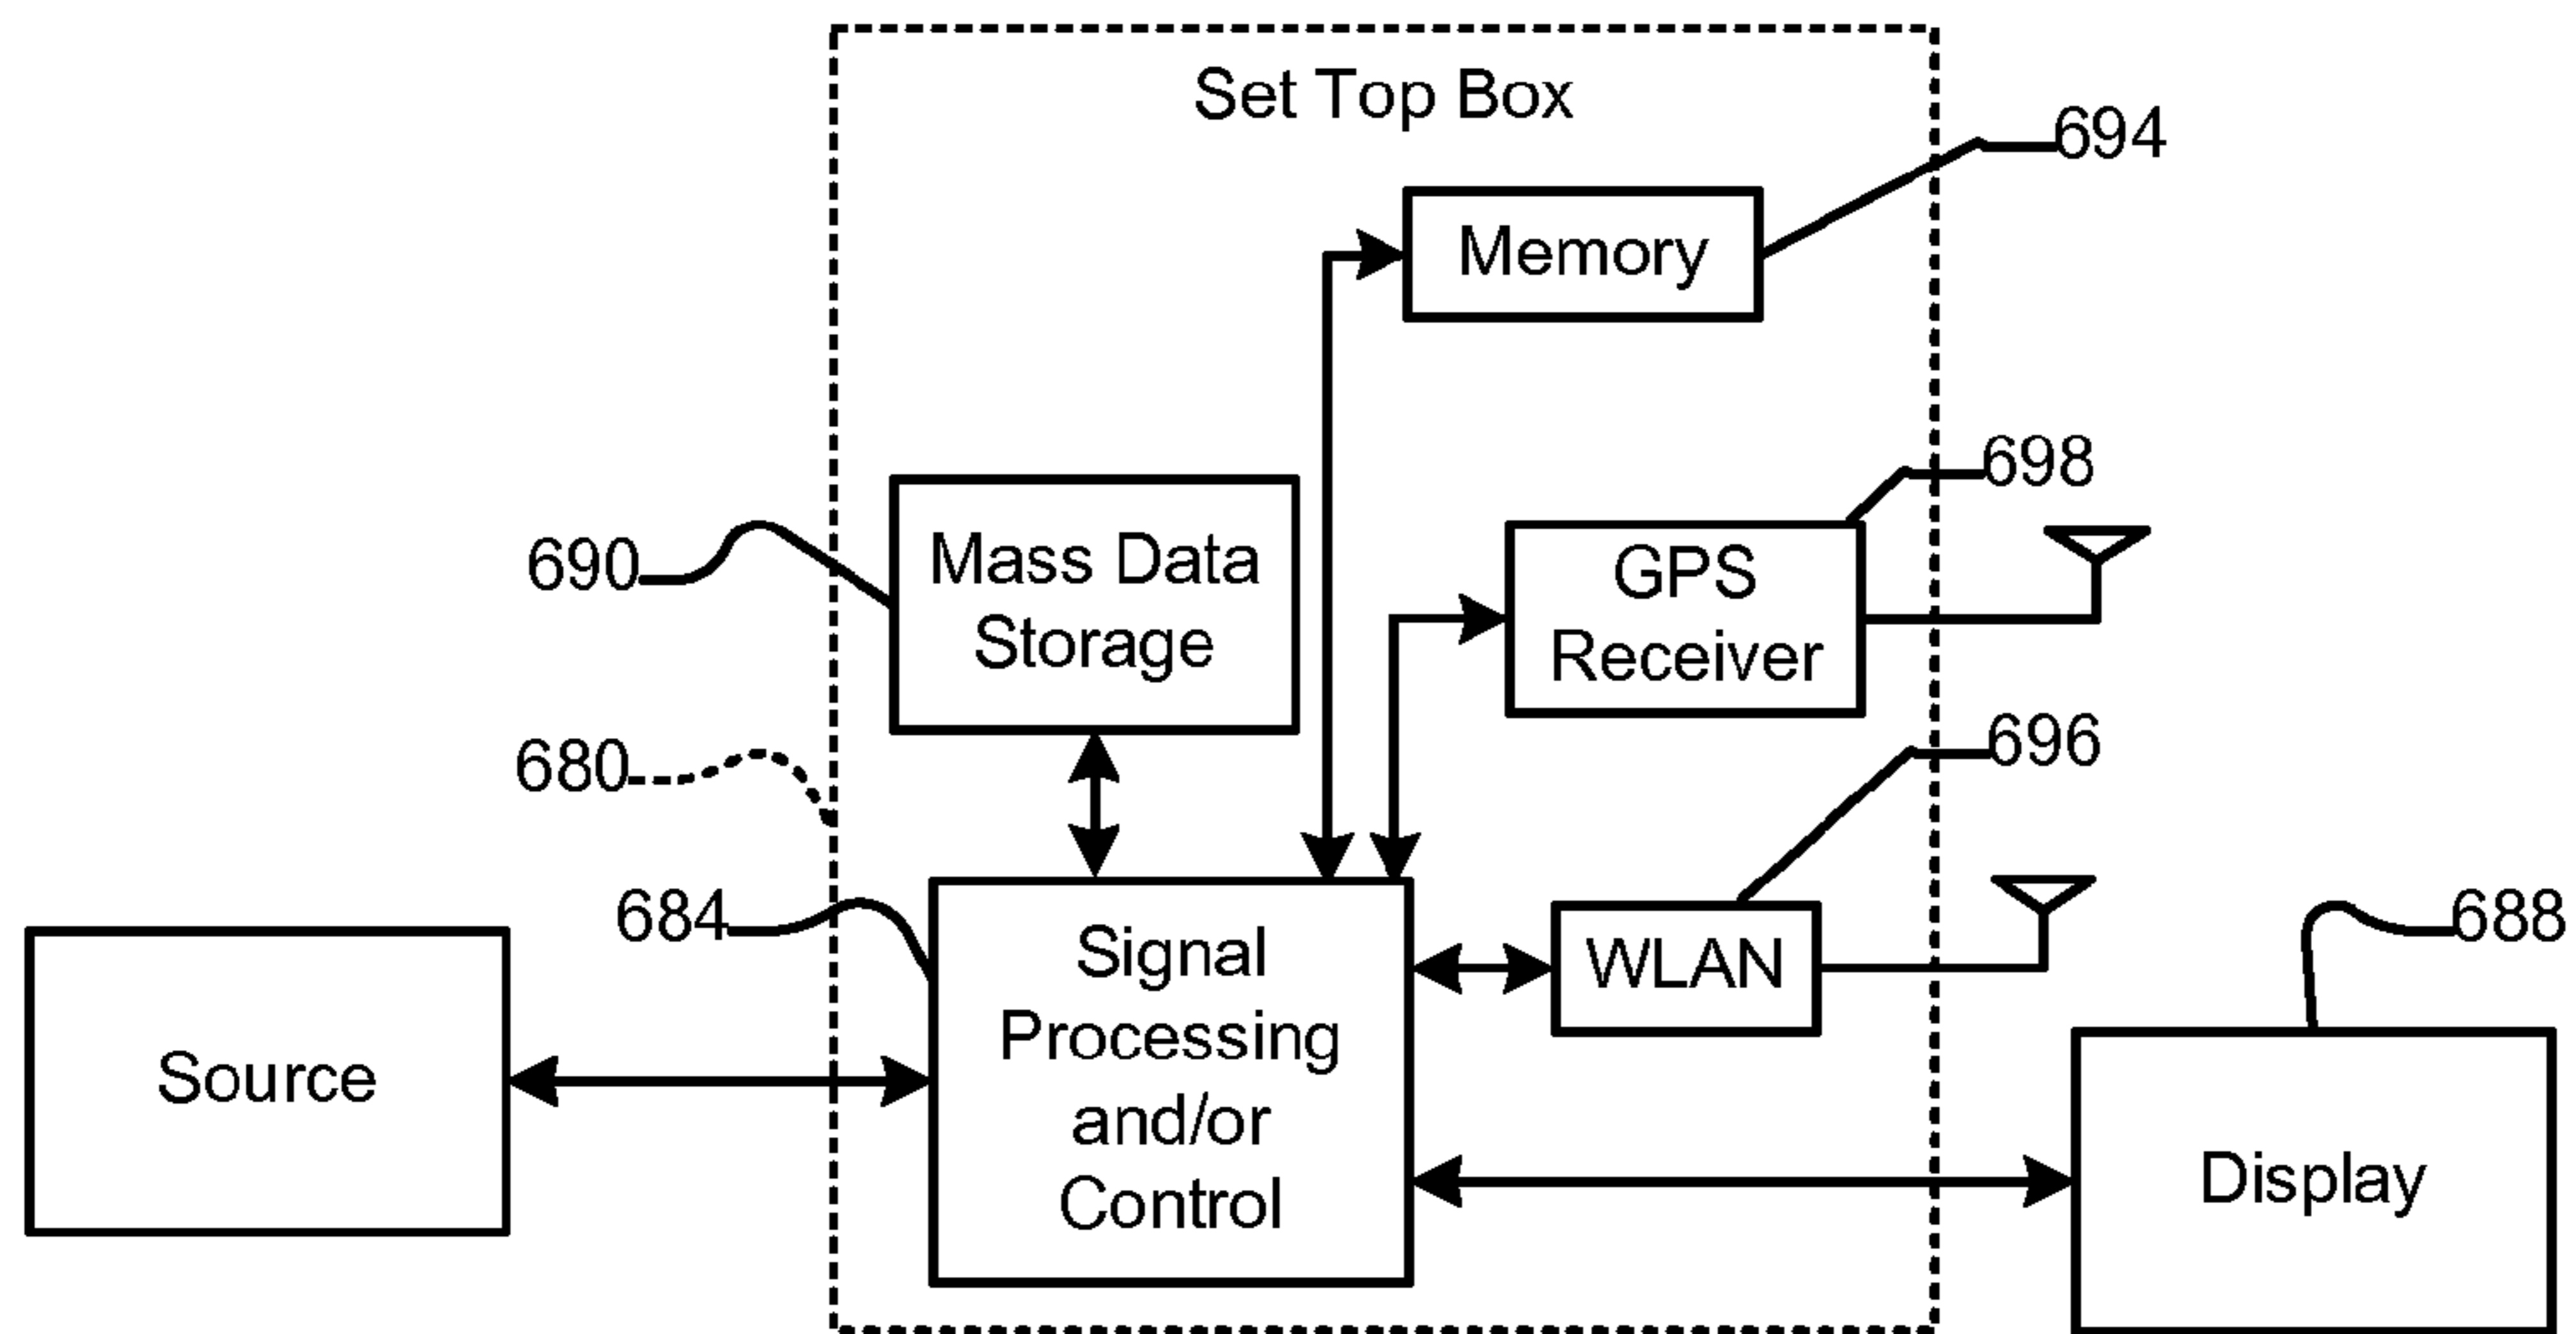 Set Top Box
694
Memory
698
690
Mass Data
Storage
GPS
Receiver
680
696
684
688
Source
Signal
Processing
and/or
Control
WLAN
Display